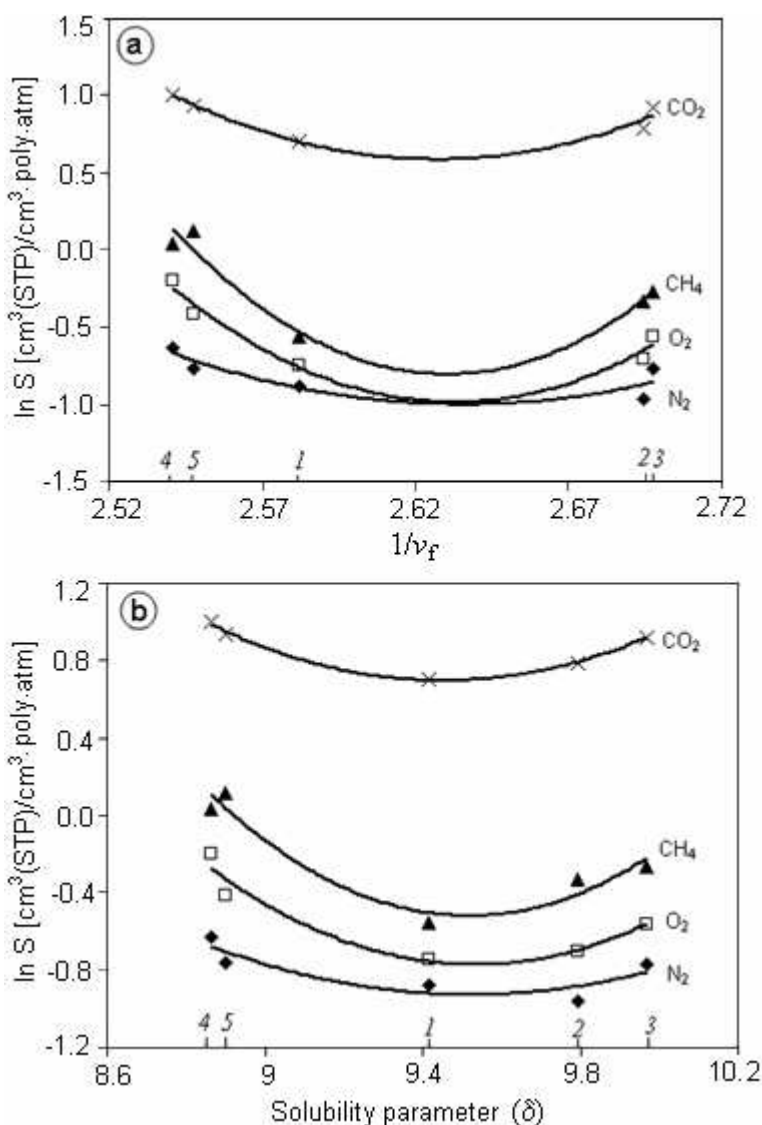 a
ln S [cm³(STP)/cm³· poly.atm]
1.5
1.0
0.5
0.0
-0.5
-1.0
-1.5
CO₂
CH₄
O₂
N₂
4 5 1 2 3
2.52 2.57 2.62 2.67 2.72
1/νf
b
ln S [cm³(STP)/cm³· poly.atm]
1.2
0.8
0.4
0.0
-0.4
-0.8
-1.2
CO₂
CH₄
O₂
N₂
4 5 1 2 3
8.6 9 9.4 9.8 10.2
Solubility parameter (δ)